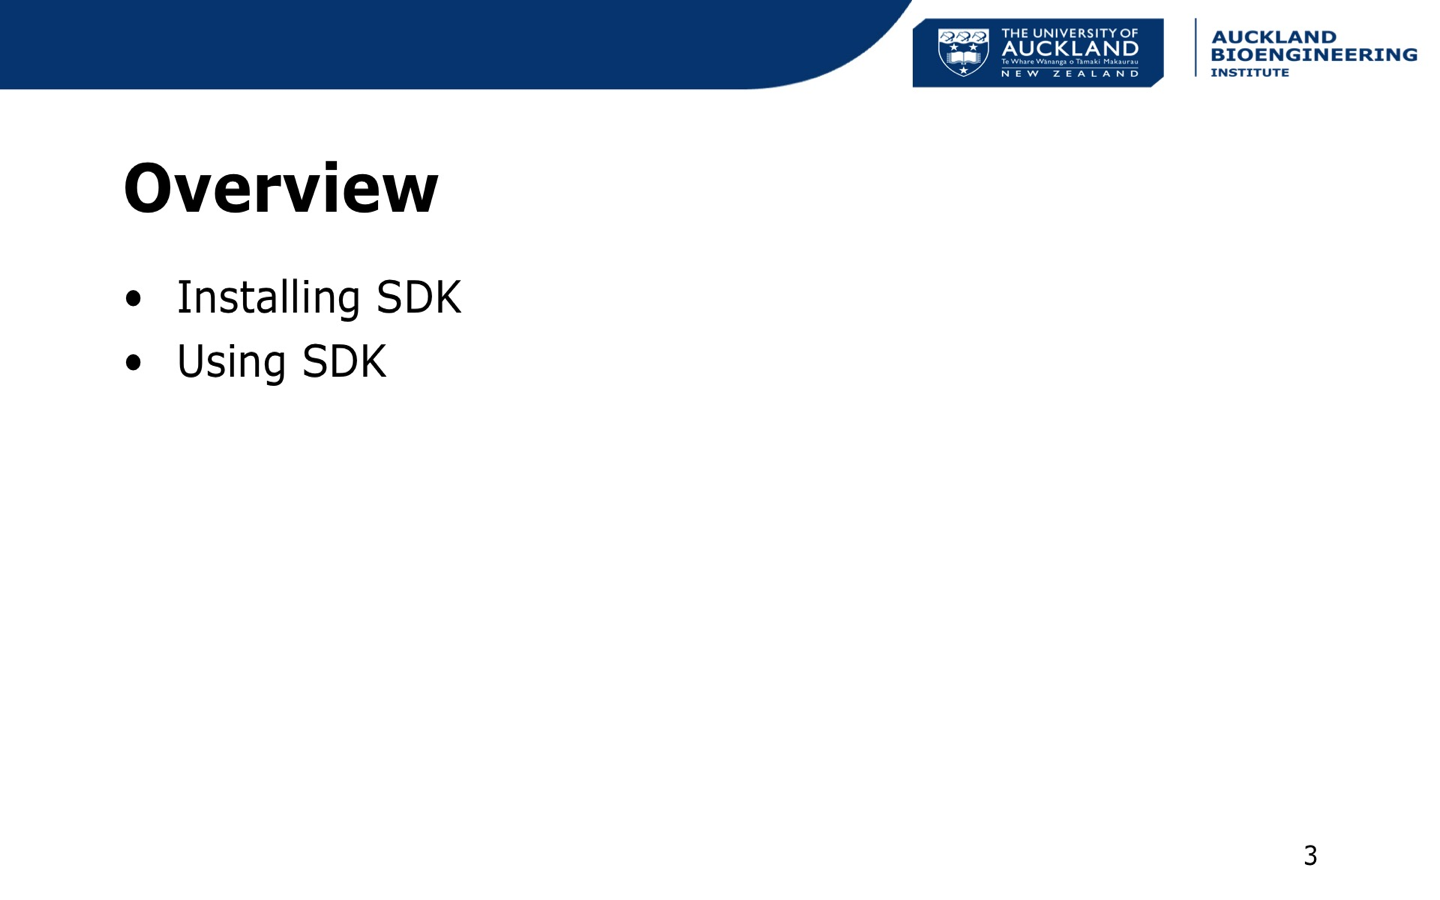 THE UNIVERSITY OF
AUCKLAND
Te Whare Wānanga o Tāmaki Makaurau
NEW ZEALAND
AUCKLAND
BIOENGINEERING
INSTITUTE
Overview
• Installing SDK
• Using SDK
3